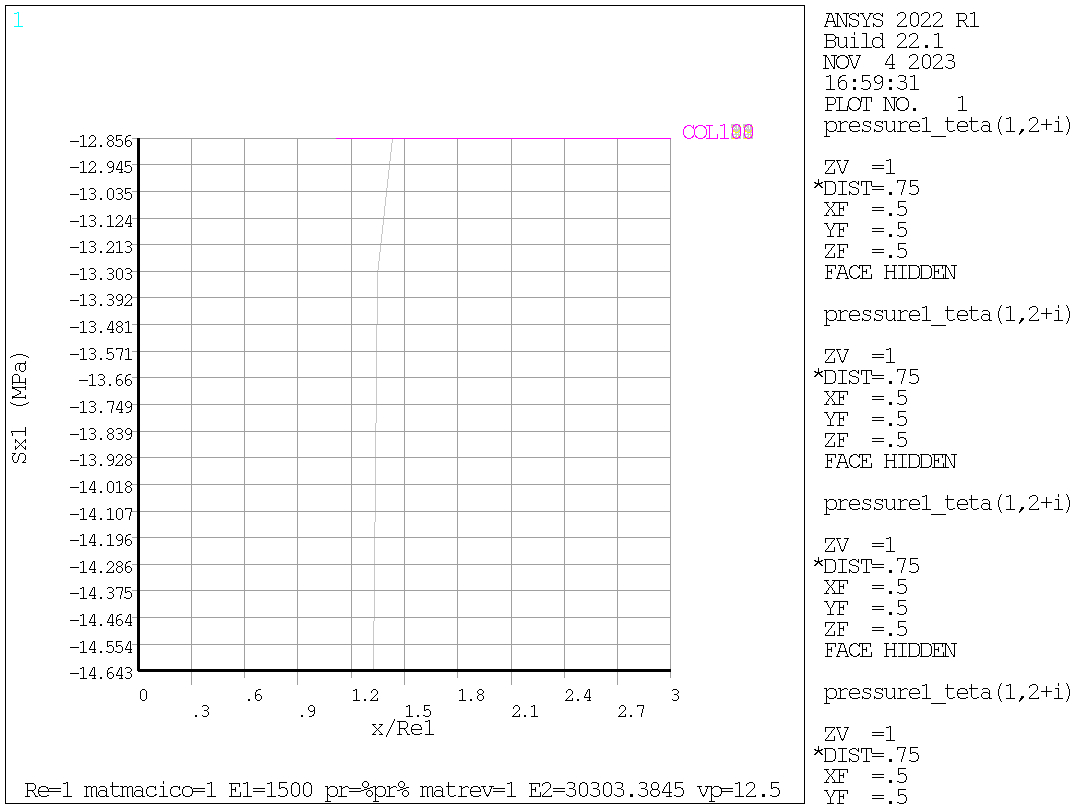 1
ANSYS 2022 R1
Build 22.1
NOV 4 2023
16:59:31
PLOT NO. 1
pressure1_teta(1,2+i)
ZV =1
*DIST=.75
XF =.5
YF =.5
ZF =.5
FACE HIDDEN
pressure1_teta(1,2+i)
ZV =1
*DIST=.75
XF =.5
YF =.5
ZF =.5
FACE HIDDEN
pressure1_teta(1,2+i)
ZV =1
*DIST=.75
XF =.5
YF =.5
ZF =.5
FACE HIDDEN
pressure1_teta(1,2+i)
ZV =1
*DIST=.75
XF =.5
YF =.5
-12.856
-12.945
-13.035
-13.124
-13.213
-13.303
-13.392
-13.481
-13.571
-13.66
-13.749
-13.839
-13.928
-14.018
-14.107
-14.196
-14.286
-14.375
-14.464
-14.554
-14.643
Sx1 (MPa)
0 .6 1.2 1.8 2.4 3
.3 .9 1.5 2.1 2.7
x/Re1
Re=1 matmacico=1 E1=1500 pr=%pr% matrev=1 E2=30303.3845 vp=12.5